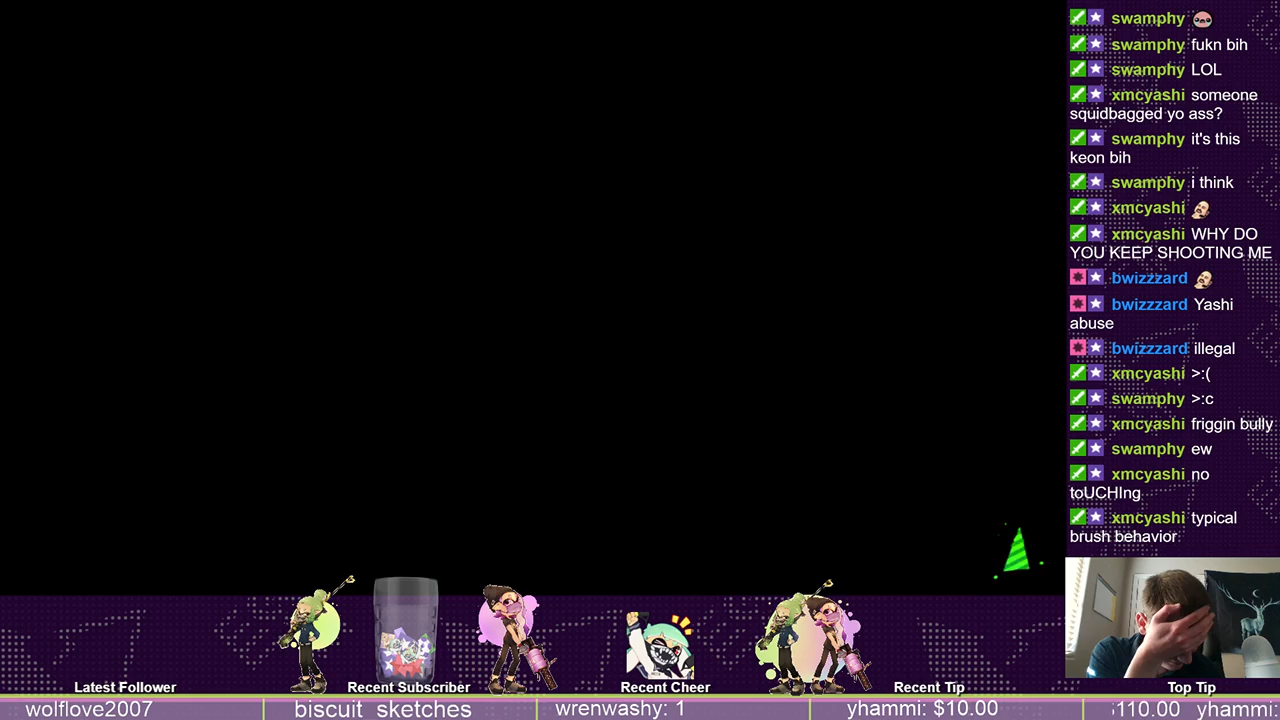 swamphy
swamphy fukn bih
swamphy LOL
xmcyashi someone
squidbagged yo ass?
swamphy it's this
keon bih
swamphy i think
xmcyashi
xmcyashi WHY DO
YOU KEEP SHOOTING ME
bwizzzard
bwizzzard Yashi
abuse
bwizzzard illegal
xmcyashi >:(
swamphy >:c
xmcyashi friggin bully
swamphy ew
xmcyashi no
toUCHIng
xmcyashi typical
brush behavior
Latest Follower
Recent Subscriber
Recent Cheer
Recent Tip
Top Tip
wolflove2007
biscuit_sketches
wrenwashy: 1
yhammi: $10.00
110.00 yhammi: